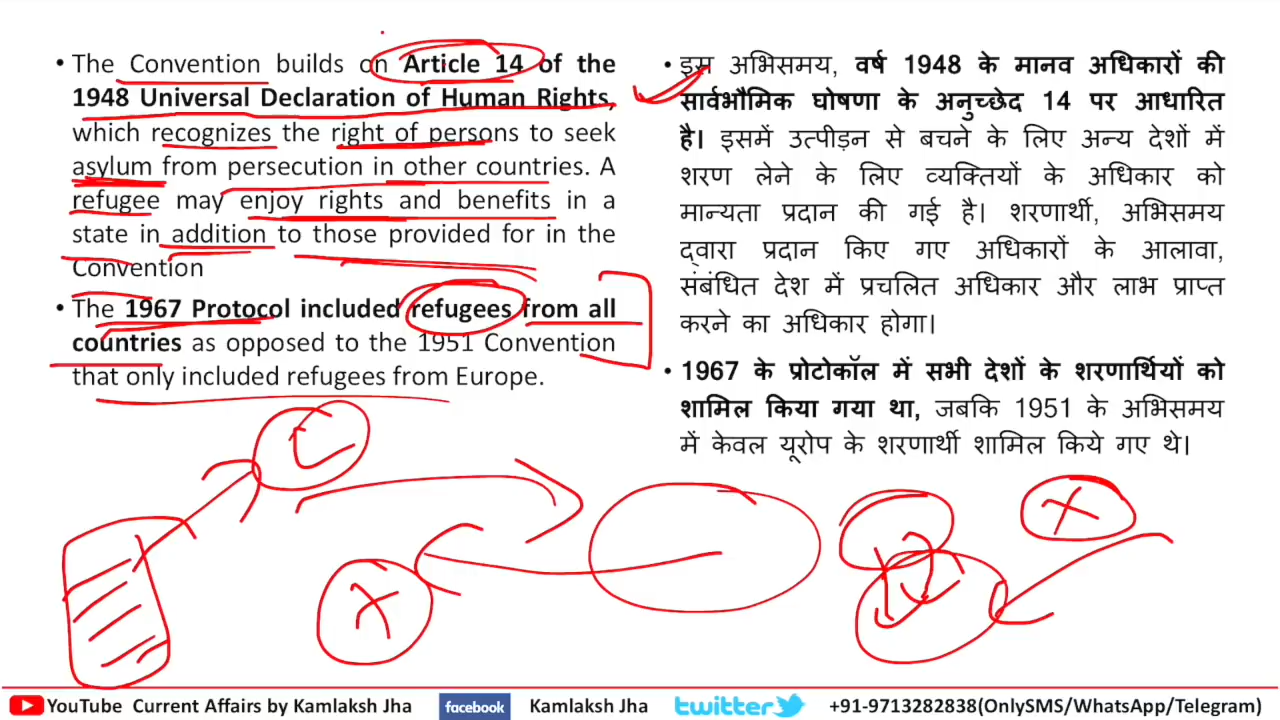 • The Convention builds on Article 14 of the
1948 Universal Declaration of Human Rights,
which recognizes the right of persons to seek
asylum from persecution in other countries. A
refugee may enjoy rights and benefits in a
state in addition to those provided for in the
Convention
• The 1967 Protocol included refugees from all
countries as opposed to the 1951 Convention
that only included refugees from Europe.
• इस अभिसमय, वर्ष 1948 के मानव अधिकारों की
सार्वभौमिक घोषणा के अनुच्छेद 14 पर आधारित
है। इसमें उत्पीड़न से बचने के लिए अन्य देशों में
शरण लेने के लिए व्यक्तियों के अधिकार को
मान्यता प्रदान की गई है। शरणार्थी, अभिसमय
द्वारा प्रदान किए गए अधिकारों के आलावा,
संबंधित देश में प्रचलित अधिकार और लाभ प्राप्त
करने का अधिकार होगा।
• 1967 के प्रोटोकॉल में सभी देशों के शरणार्थियों को
शामिल किया गया था, जबकि 1951 के अभिसमय
में केवल यूरोप के शरणार्थी शामिल किये गए थे।
YouTube Current Affairs by Kamlaksh Jha facebook Kamlaksh Jha twitter +91-9713282838(OnlySMS/WhatsApp/Telegram)